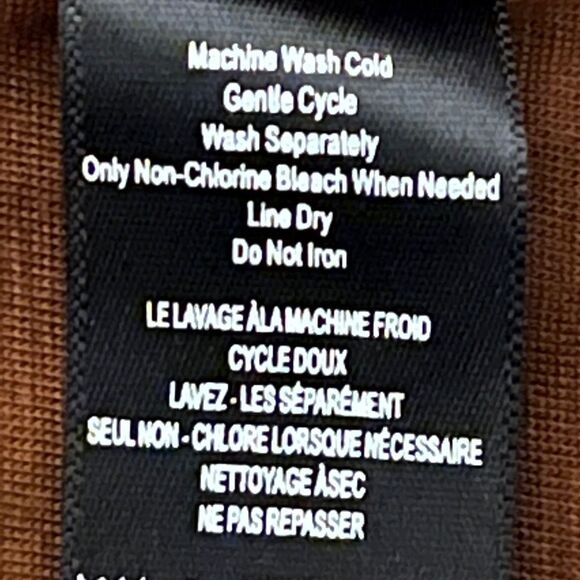 Machine Wash Cold
Gentle Cycle
Wash Separately
Only Non-Chlorine Bleach When Needed
Line Dry
Do Not Iron
LE LAVAGE ÀLA MACHINE FROID
CYCLE DOUX
LAVEZ - LES SÉPARÉMENT
SEUL NON - CHLORE LORSQUE NÉCESSAIRE
NETTOYAGE ÀSEC
NE PAS REPASSER